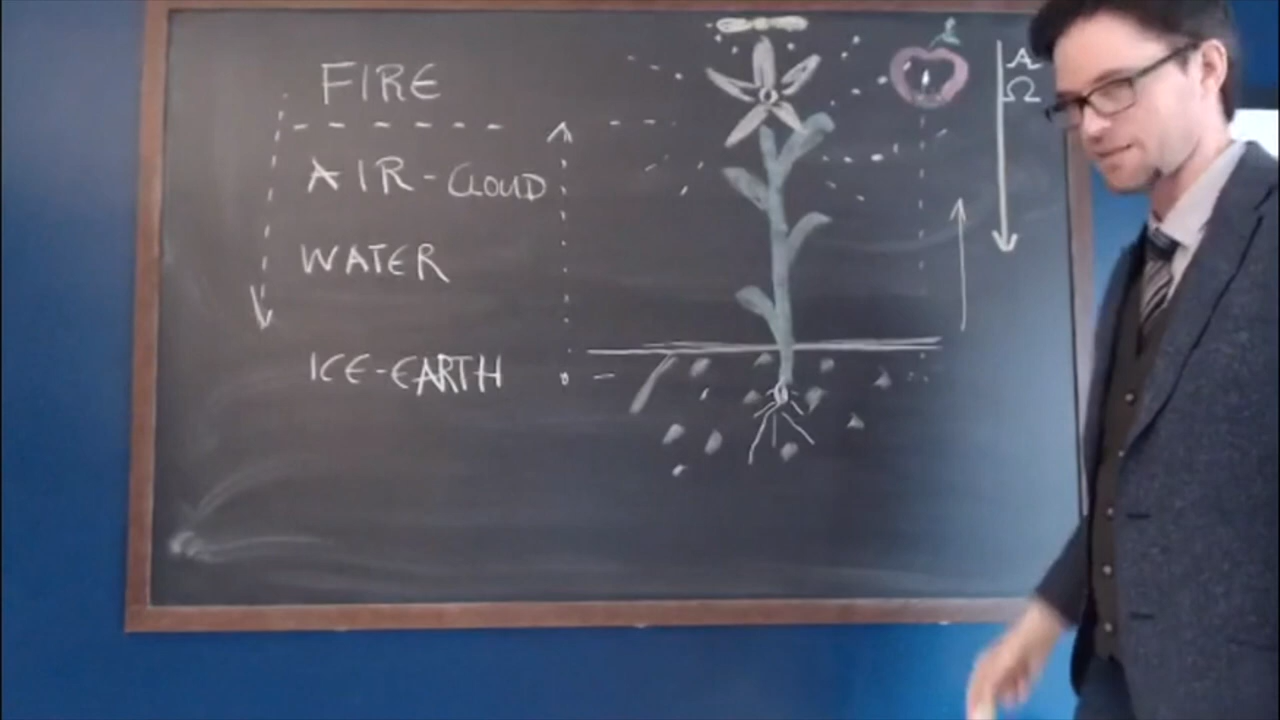 FIRE
AIR-CLOUD
WATER
ICE-EARTH
A
Ω